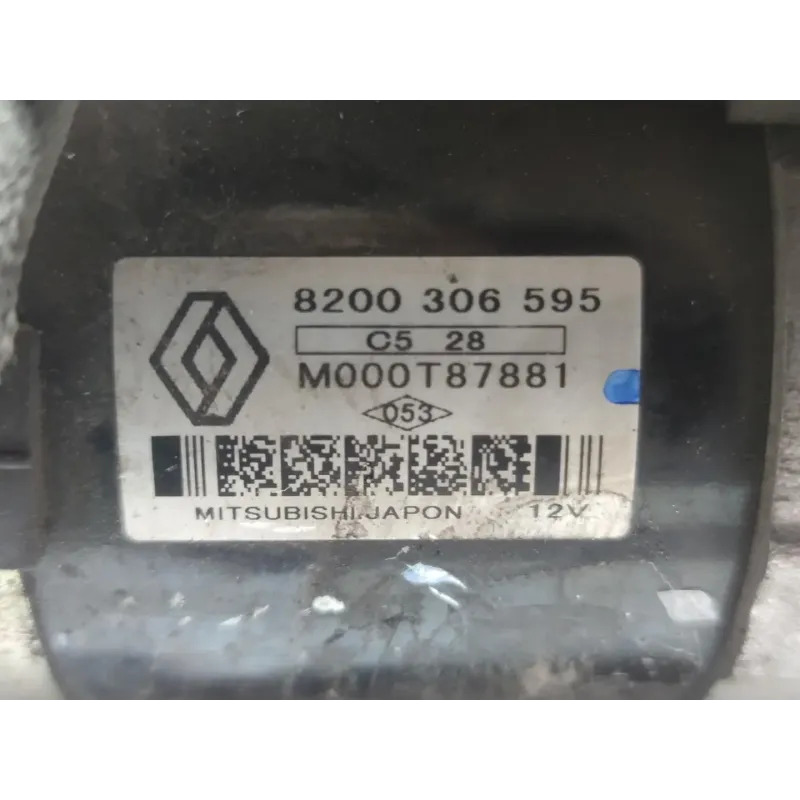 8200 306 595
C5 28
M000T87881
053
MITSUBISHI.JAPON 12V